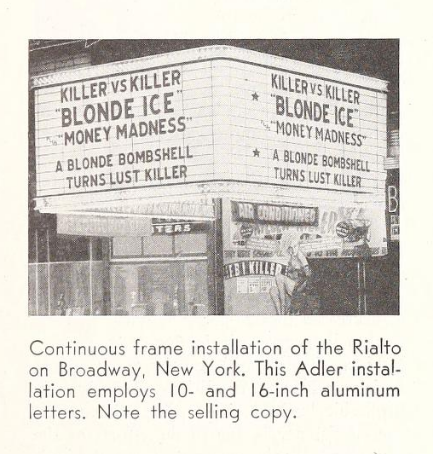 KILLER VS KILLER
"BLONDE ICE"
"MONEY MADNESS"
A BLONDE BOMBSHELL
TURNS LUST KILLER
KILLER VS KILLER
★ "BLONDE ICE"
"MONEY MADNESS"
★ A BLONDE BOMBSHELL
TURNS LUST KILLER
AIR CONDITIONED
TERS
KILLER
Continuous frame installation of the Rialto
on Broadway, New York. This Adler instal-
lation employs 10- and 16-inch aluminum
letters. Note the selling copy.